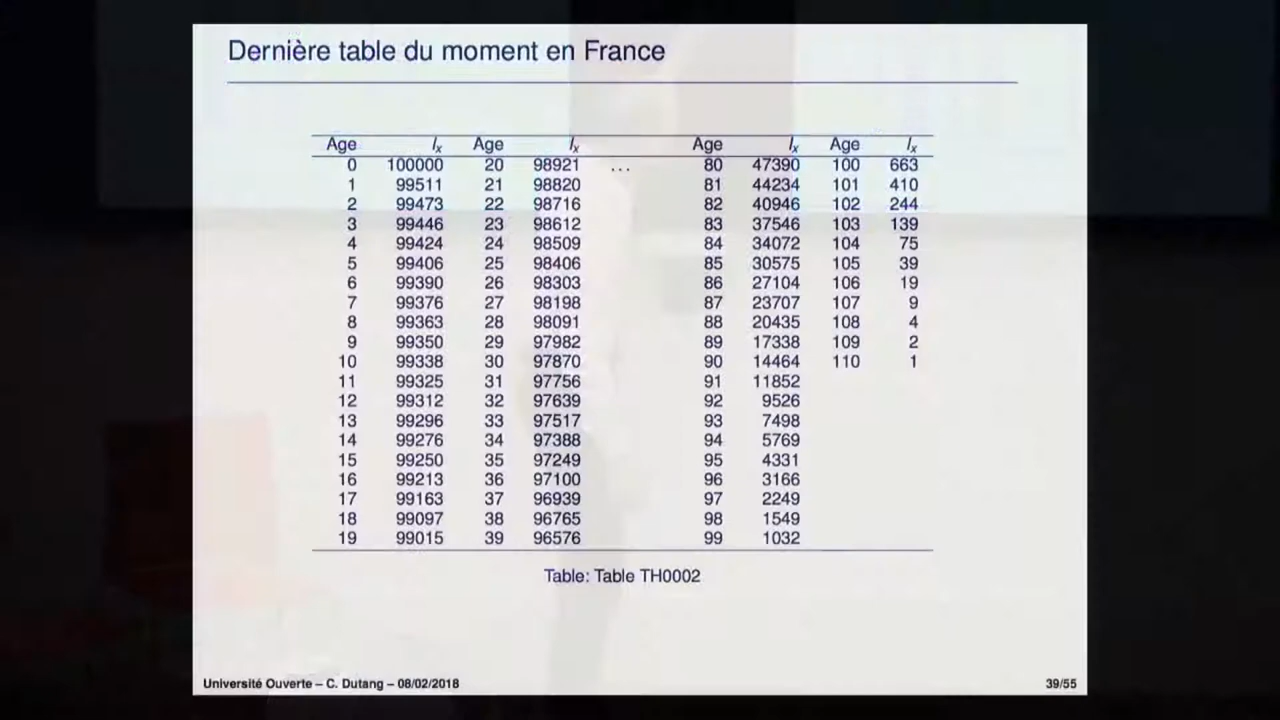 Dernière table du moment en France
Age lx Age lx Age lx Age lx
0 100000 20 98921 ... 80 47390 100 663
1 99511 21 98820 81 44234 101 410
2 99473 22 98716 82 40946 102 244
3 99446 23 98612 83 37546 103 139
4 99424 24 98509 84 34072 104 75
5 99406 25 98406 85 30575 105 39
6 99390 26 98303 86 27104 106 19
7 99376 27 98198 87 23707 107 9
8 99363 28 98091 88 20435 108 4
9 99350 29 97982 89 17338 109 2
10 99338 30 97870 90 14464 110 1
11 99325 31 97756 91 11852
12 99312 32 97639 92 9526
13 99296 33 97517 93 7498
14 99276 34 97388 94 5769
15 99250 35 97249 95 4331
16 99213 36 97100 96 3166
17 99163 37 96939 97 2249
18 99097 38 96765 98 1549
19 99015 39 96576 99 1032
Table: Table TH0002
Université Ouverte – C. Dutang – 08/02/2018 39/55